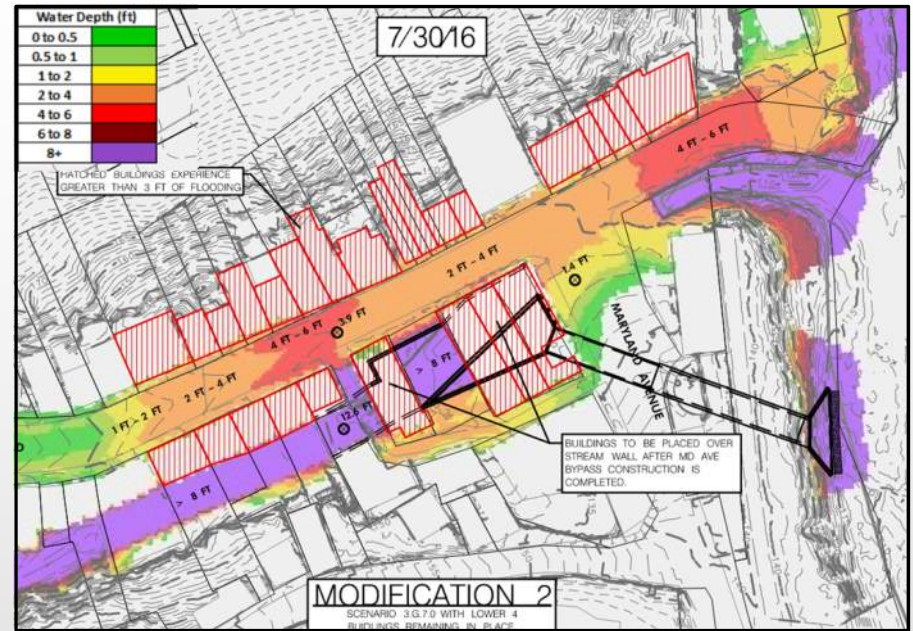 Water Depth (ft)
0 to 0.5
0.5 to 1
1 to 2
2 to 4
4 to 6
6 to 8
8+
7/30/16
HATCHED BUILDINGS EXPERIENCE
GREATER THAN 3 FT OF FLOODING
4 FT - 6 FT
2 FT - 4 FT
1.4 FT
3.9 FT
4 FT - 6 FT
MARYLAND AVENUE
2 FT - 4 FT
> 8 FT
1 FT - 2 FT
12.6 FT
> 8 FT
BUILDINGS TO BE PLACED OVER
STREAM WALL AFTER MD AVE
BYPASS CONSTRUCTION IS
COMPLETED.
MODIFICATION 2
SCENARIO 3.G.7.0 WITH LOWER 4
BUIDLINGS REMAINING IN PLACE